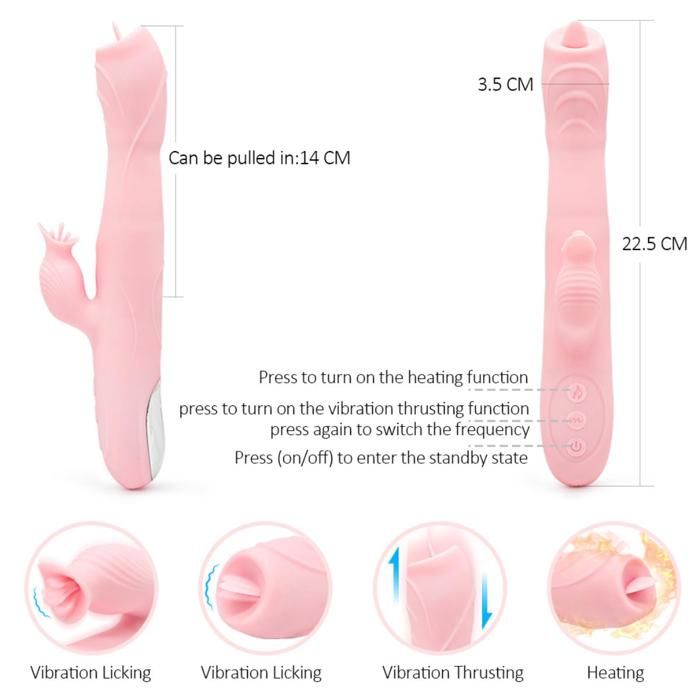 3.5 CM
Can be pulled in:14 CM
22.5 CM
Press to turn on the heating function
press to turn on the vibration thrusting function
press again to switch the frequency
Press (on/off) to enter the standby state
Vibration Licking
Vibration Licking
Vibration Thrusting
Heating